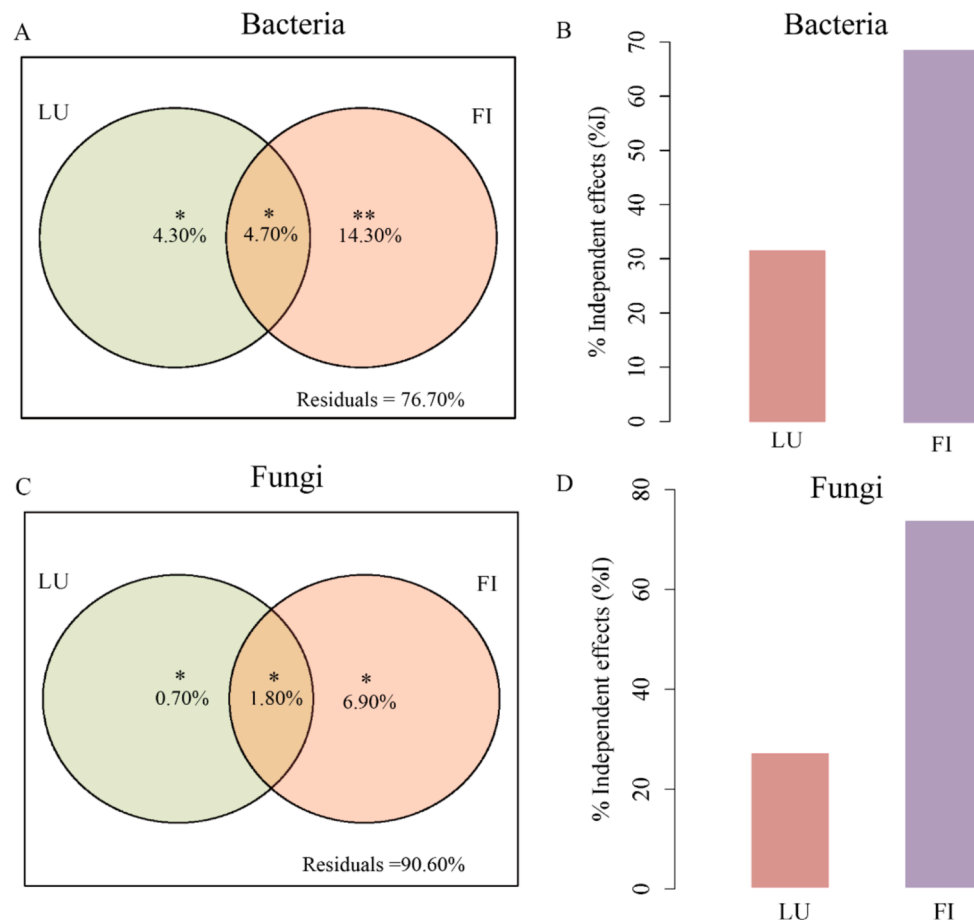 A
Bacteria
LU
FI
*
*
**
4.30%
4.70%
14.30%
Residuals = 76.70%
B
Bacteria
% Independent effects (%I)
70
60
50
40
30
20
10
0
LU
FI
C
Fungi
LU
FI
*
*
*
0.70%
1.80%
6.90%
Residuals =90.60%
D
Fungi
% Independent effects (%I)
80
60
40
20
0
LU
FI